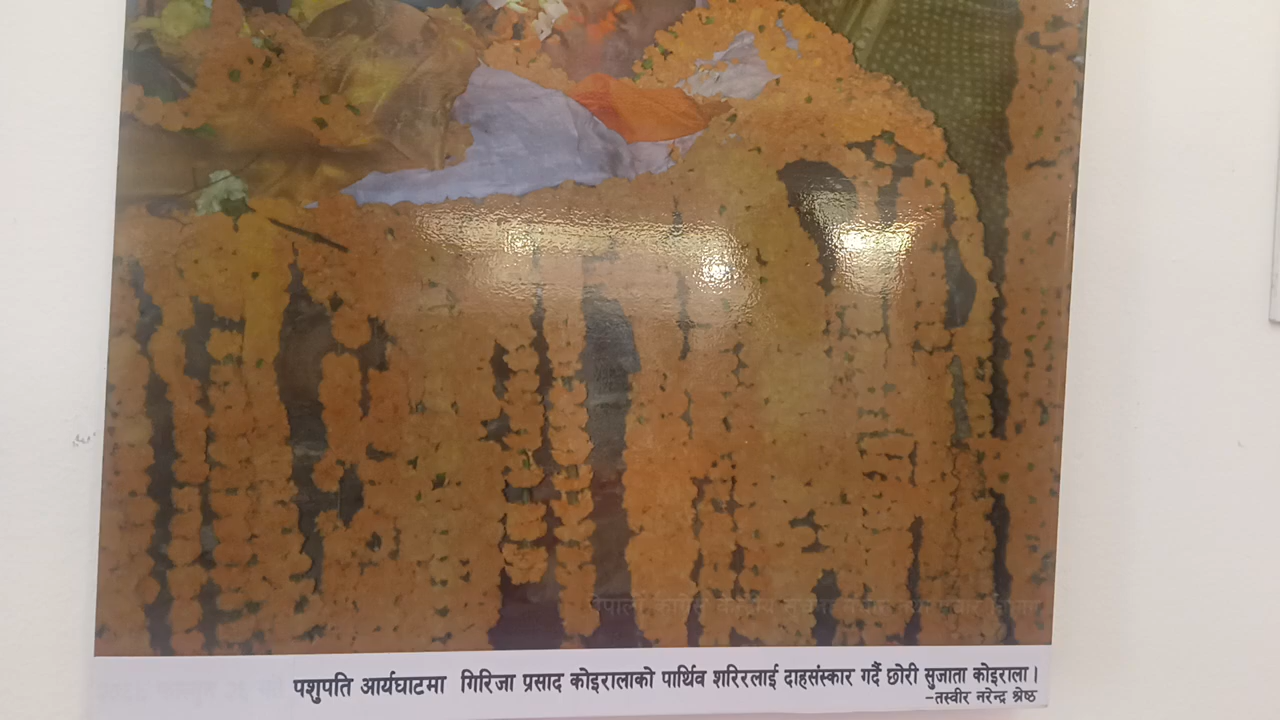 नेपाली कांग्रेस केन्द्रीय
पशुपति आर्यघाटमा गिरिजा प्रसाद कोइरालाको पार्थिव शरिरलाई दाहसंस्कार गर्दै छोरी सुजाता कोइराला।
-तस्वीर नरेन्द्र श्रेष्ठ